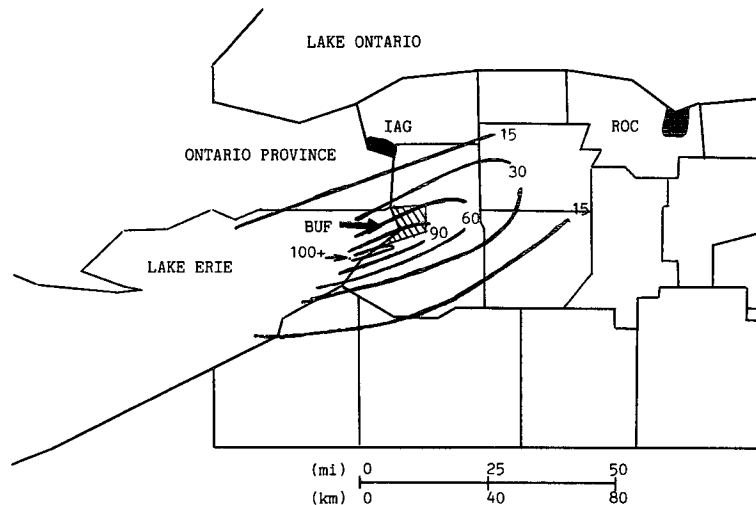 LAKE ONTARIO
IAG
15
ROC
ONTARIO PROVINCE
30
15
BUF
60
90
100+
LAKE ERIE
(mi) 0 25 50
(km) 0 40 80